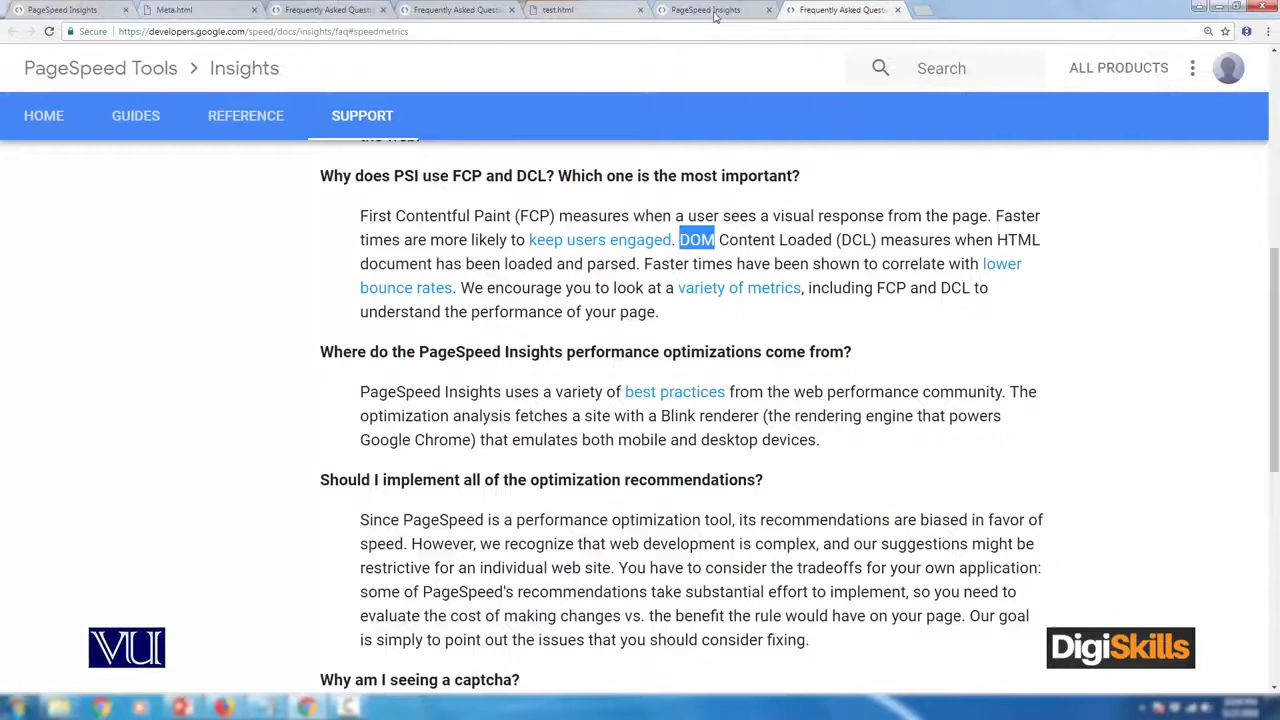 PageSpeed Insights
Meta.html
Frequently Asked Questio
Frequently Asked Questio
test.html
PageSpeed Insights
Frequently Asked Questio
Secure
https://developers.google.com/speed/docs/insights/faq#speedmetrics
PageSpeed Tools > Insights
Search
ALL PRODUCTS
HOME
GUIDES
REFERENCE
SUPPORT
the web?
Why does PSI use FCP and DCL? Which one is the most important?
First Contentful Paint (FCP) measures when a user sees a visual response from the page. Faster
times are more likely to keep users engaged. DOM Content Loaded (DCL) measures when HTML
document has been loaded and parsed. Faster times have been shown to correlate with lower
bounce rates. We encourage you to look at a variety of metrics, including FCP and DCL to
understand the performance of your page.
Where do the PageSpeed Insights performance optimizations come from?
PageSpeed Insights uses a variety of best practices from the web performance community. The
optimization analysis fetches a site with a Blink renderer (the rendering engine that powers
Google Chrome) that emulates both mobile and desktop devices.
Should I implement all of the optimization recommendations?
Since PageSpeed is a performance optimization tool, its recommendations are biased in favor of
speed. However, we recognize that web development is complex, and our suggestions might be
restrictive for an individual web site. You have to consider the tradeoffs for your own application:
some of PageSpeed's recommendations take substantial effort to implement, so you need to
evaluate the cost of making changes vs. the benefit the rule would have on your page. Our goal
is simply to point out the issues that you should consider fixing.
VU
DigiSkills
Why am I seeing a captcha?